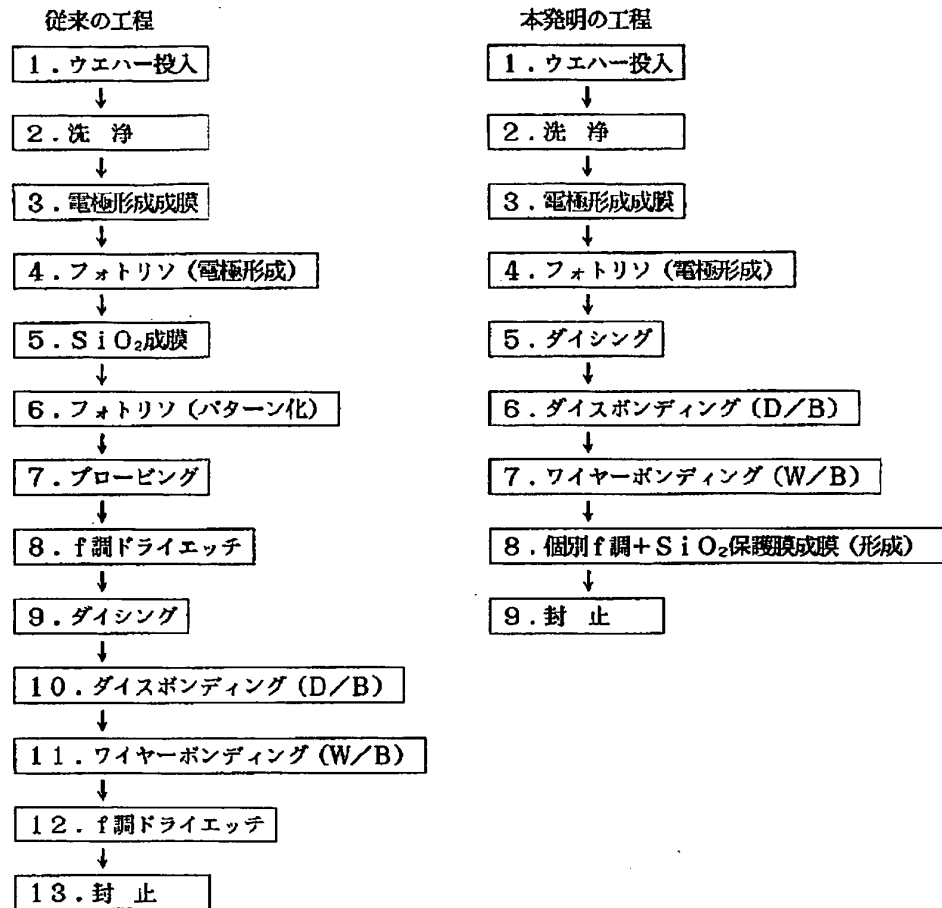 従来の工程
1．ウエハー投入
↓
2．洗　浄
↓
3．電極形成成膜
↓
4．フォトリソ（電極形成）
↓
5．SiO₂成膜
↓
6．フォトリソ（パターン化）
↓
7．プロービング
↓
8．f調ドライエッチ
↓
9．ダイシング
↓
10．ダイスボンディング（D／B）
↓
11．ワイヤーボンディング（W／B）
↓
12．f調ドライエッチ
↓
13．封　止
本発明の工程
1．ウエハー投入
↓
2．洗　浄
↓
3．電極形成成膜
↓
4．フォトリソ（電極形成）
↓
5．ダイシング
↓
6．ダイスボンディング（D／B）
↓
7．ワイヤーボンディング（W／B）
↓
8．個別f調＋SiO₂保護膜成膜（形成）
↓
9．封　止